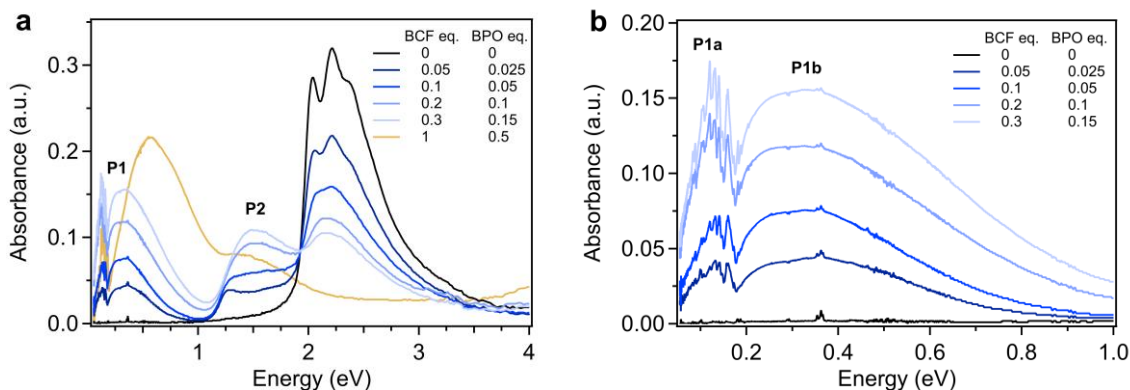 a
Absorbance (a.u.)
0.3
0.2
0.1
0.0
P1
P2
BCF eq. BPO eq.
0 0
0.05 0.025
0.1 0.05
0.2 0.1
0.3 0.15
1 0.5
1 2 3 4
Energy (eV)
b
Absorbance (a.u.)
0.20
0.15
0.10
0.05
0.00
P1a
P1b
BCF eq. BPO eq.
0 0
0.05 0.025
0.1 0.05
0.2 0.1
0.3 0.15
0.2 0.4 0.6 0.8 1.0
Energy (eV)